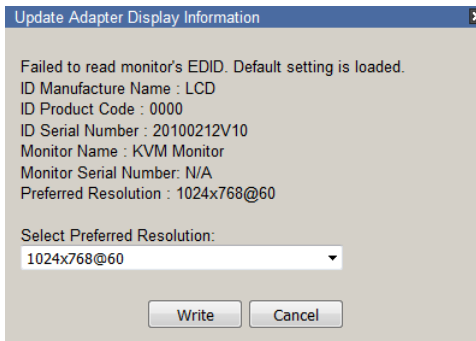 Update Adapter Display Information
Failed to read monitor's EDID. Default setting is loaded.
ID Manufacture Name : LCD
ID Product Code : 0000
ID Serial Number : 20100212V10
Monitor Name : KVM Monitor
Monitor Serial Number: N/A
Preferred Resolution : 1024x768@60
Select Preferred Resolution:
1024x768@60
Write Cancel